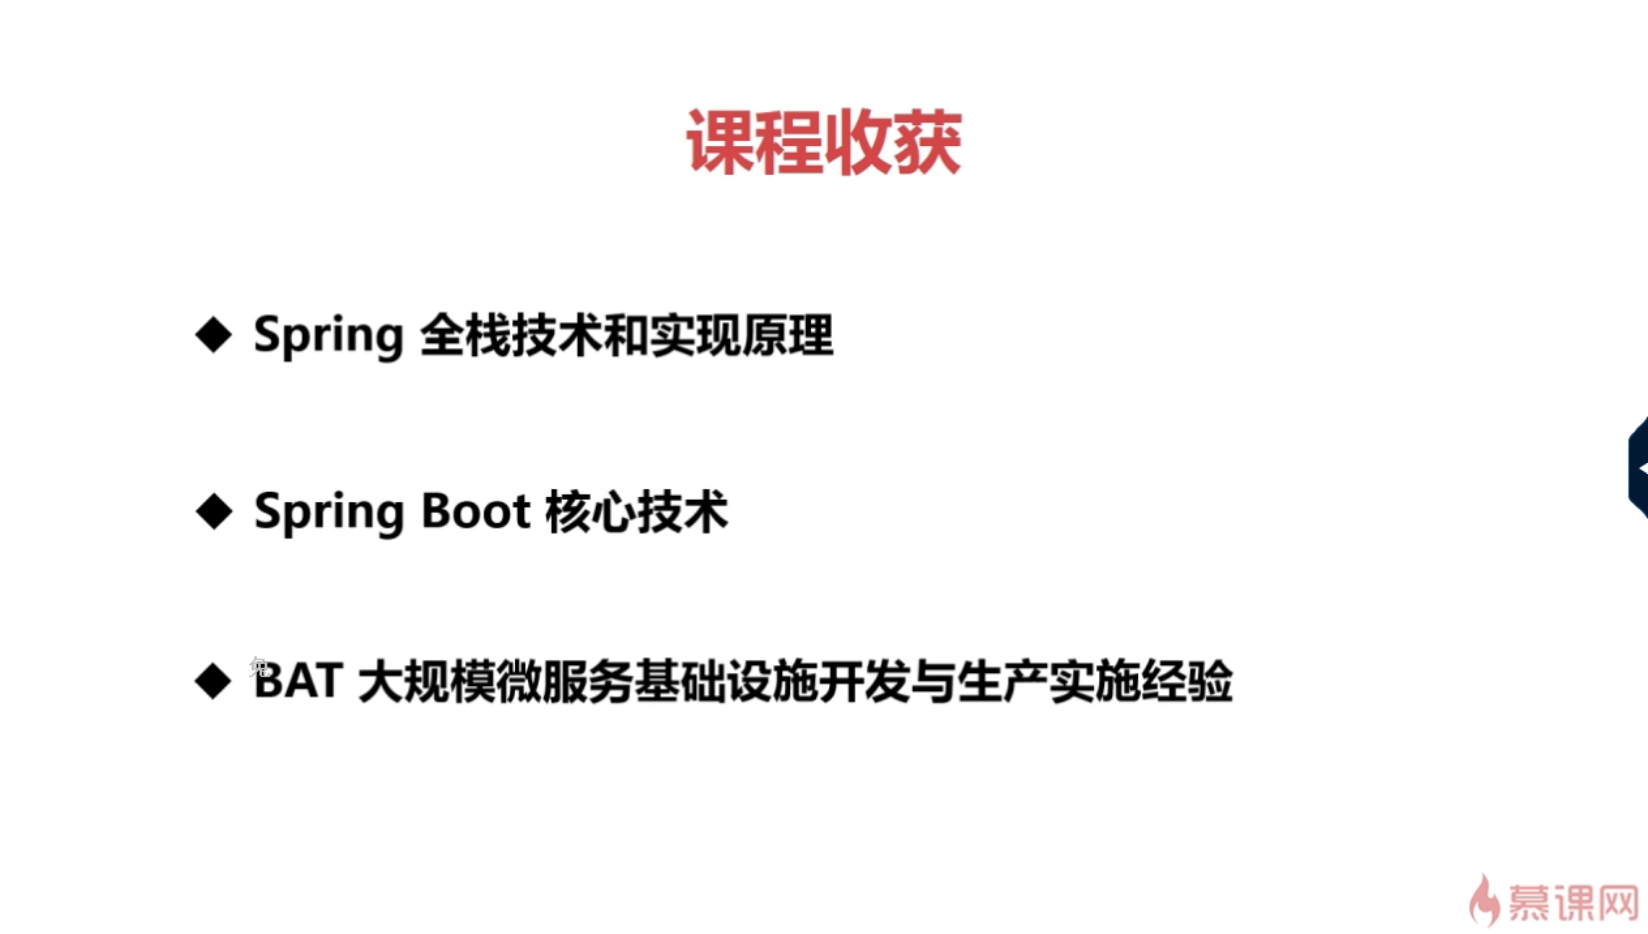 课程收获
◆ Spring 全栈技术和实现原理
◆ Spring Boot 核心技术
◆ BAT 大规模微服务基础设施开发与生产实施经验
慕课网